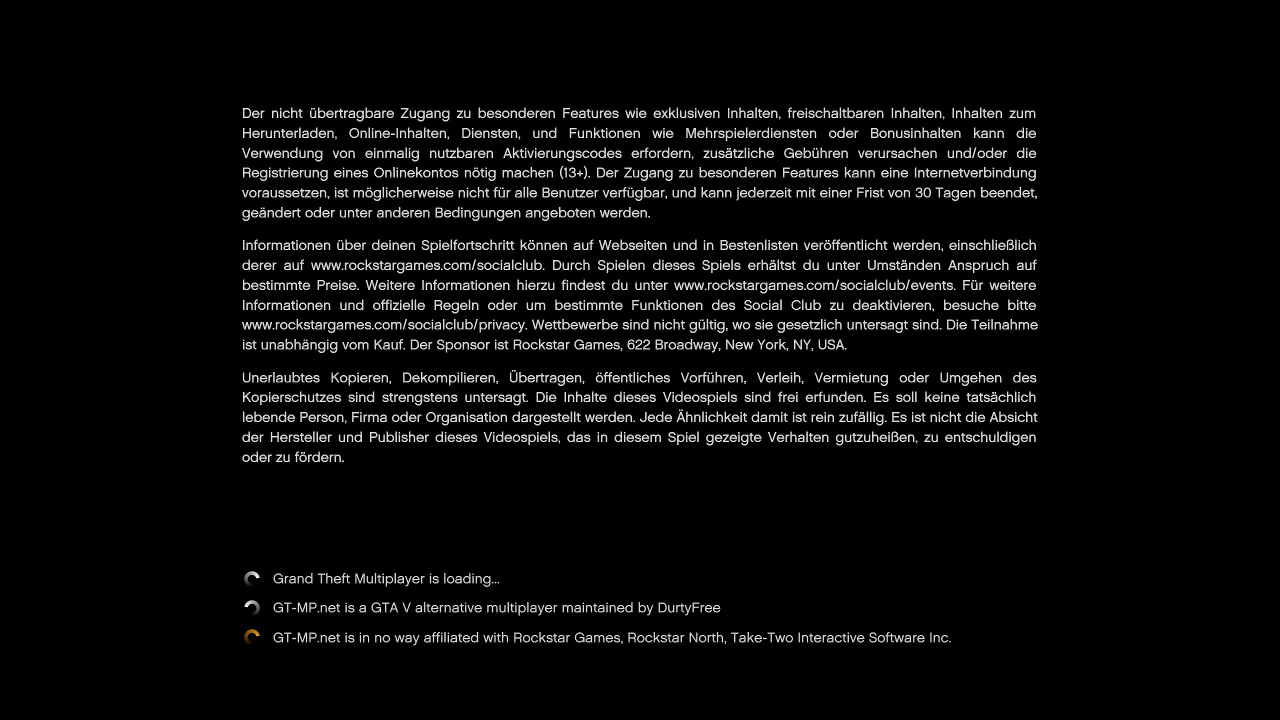 Der nicht übertragbare Zugang zu besonderen Features wie exklusiven Inhalten, freischaltbaren Inhalten, Inhalten zum
Herunterladen, Online-Inhalten, Diensten, und Funktionen wie Mehrspielerdiensten oder Bonusinhalten kann die
Verwendung von einmalig nutzbaren Aktivierungscodes erfordern, zusätzliche Gebühren verursachen und/oder die
Registrierung eines Onlinekontos nötig machen (13+). Der Zugang zu besonderen Features kann eine Internetverbindung
voraussetzen, ist möglicherweise nicht für alle Benutzer verfügbar, und kann jederzeit mit einer Frist von 30 Tagen beendet,
geändert oder unter anderen Bedingungen angeboten werden.
Informationen über deinen Spielfortschritt können auf Webseiten und in Bestenlisten veröffentlicht werden, einschließlich
derer auf www.rockstargames.com/socialclub. Durch Spielen dieses Spiels erhältst du unter Umständen Anspruch auf
bestimmte Preise. Weitere Informationen hierzu findest du unter www.rockstargames.com/socialclub/events. Für weitere
Informationen und offizielle Regeln oder um bestimmte Funktionen des Social Club zu deaktivieren, besuche bitte
www.rockstargames.com/socialclub/privacy. Wettbewerbe sind nicht gültig, wo sie gesetzlich untersagt sind. Die Teilnahme
ist unabhängig vom Kauf. Der Sponsor ist Rockstar Games, 622 Broadway, New York, NY, USA.
Unerlaubtes Kopieren, Dekompilieren, Übertragen, öffentliches Vorführen, Verleih, Vermietung oder Umgehen des
Kopierschutzes sind strengstens untersagt. Die Inhalte dieses Videospiels sind frei erfunden. Es soll keine tatsächlich
lebende Person, Firma oder Organisation dargestellt werden. Jede Ähnlichkeit damit ist rein zufällig. Es ist nicht die Absicht
der Hersteller und Publisher dieses Videospiels, das in diesem Spiel gezeigte Verhalten gutzuheißen, zu entschuldigen
oder zu fördern.
Grand Theft Multiplayer is loading...
GT-MP.net is a GTA V alternative multiplayer maintained by DurtyFree
GT-MP.net is in no way affiliated with Rockstar Games, Rockstar North, Take-Two Interactive Software Inc.